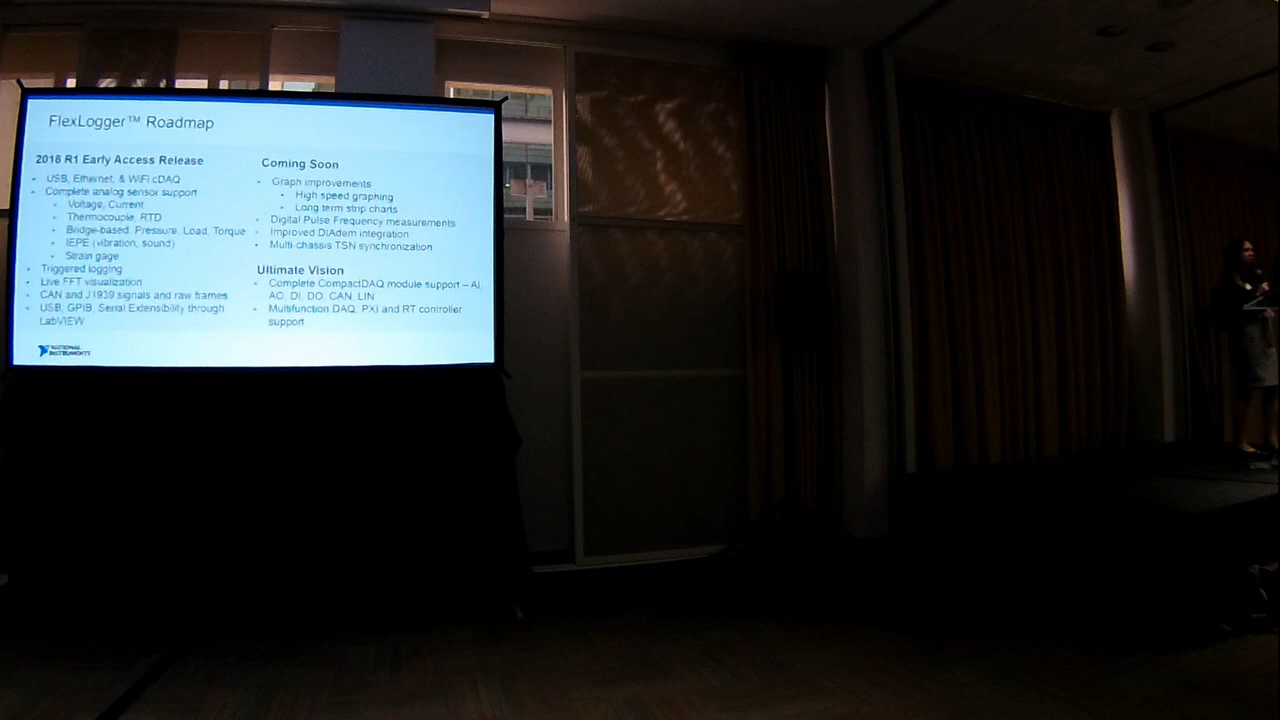 FlexLogger™ Roadmap
2018 R1 Early Access Release
USB, Ethernet, & WiFi cDAQ
Complete analog sensor support
Voltage, Current
Thermocouple, RTD
Bridge-based: Pressure, Load, Torque
IEPE (vibration, sound)
Strain gage
Triggered logging
Live FFT visualization
CAN and J1939 signals and raw frames
USB, GPIB, Serial Extensibility through
LabVIEW
Coming Soon
Graph improvements
High speed graphing
Long term strip charts
Digital Pulse Frequency measurements
Improved DIAdem integration
Multi-chassis TSN synchronization
Ultimate Vision
Complete CompactDAQ module support – AI,
AO, DI, DO, CAN, LIN
Multifunction DAQ, PXI and RT controller
support
NATIONAL
INSTRUMENTS